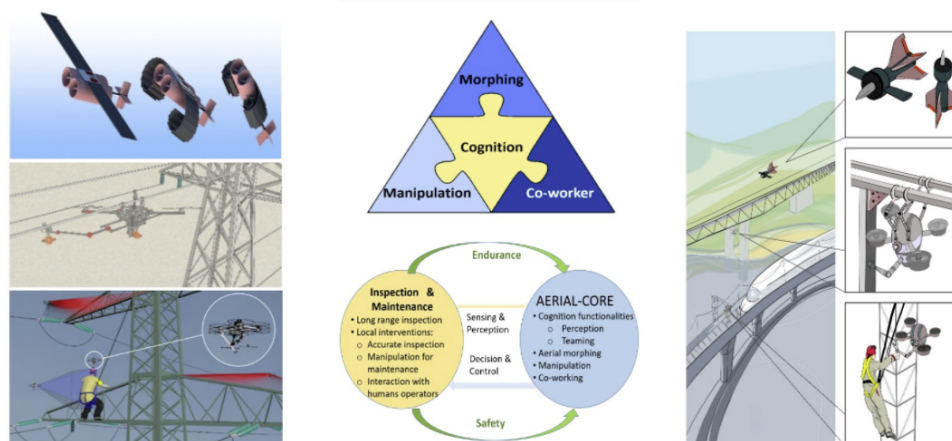 Morphing
Cognition
Manipulation
Co-worker
Endurance
Inspection &
Maintenance
• Long range inspection
• Local interventions:
o Accurate inspection
o Manipulation for
maintenance
o Interaction with
humans operators
Sensing &
Perception
Decision &
Control
AERIAL-CORE
• Cognition functionalities
o Perception
o Teaming
• Aerial morphing
• Manipulation
• Co-working
Safety